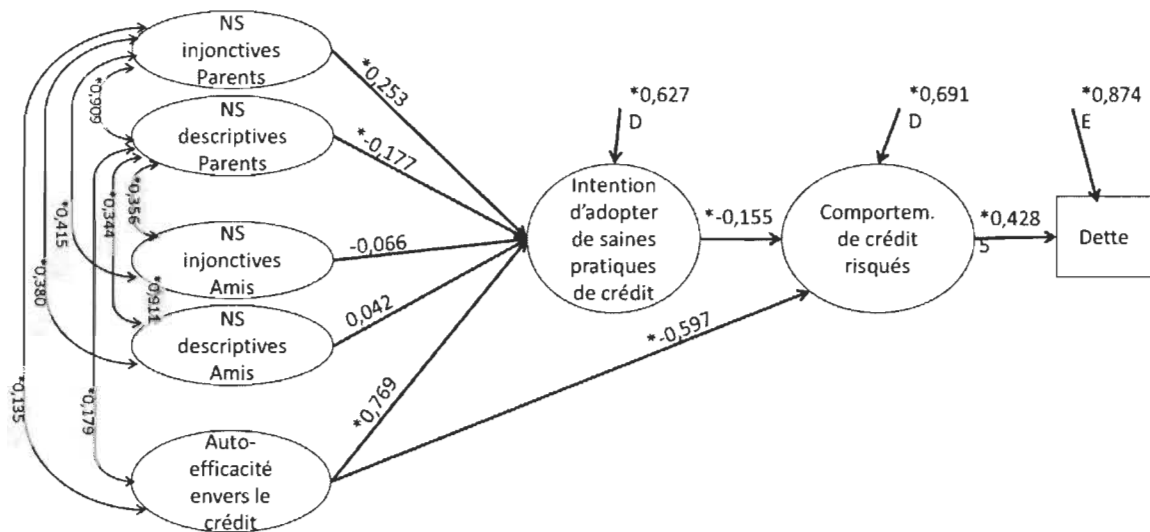 NS
injonctives
Parents
NS
descriptives
Parents
NS
injonctives
Amis
NS
descriptives
Amis
Auto-
efficacité
envers le
crédit
*0,909
*0,356
*0,344
*0,415
*0,911
*0,380
*0,179
*0,135
*0,253
*-0,177
-0,066
0,042
*0,769
*-0,597
*0,627
D
Intention
d'adopter
de saines
pratiques
de crédit
*-0,155
*0,691
D
Comportem.
de crédit
risqués
*0,428
5
*0,874
E
Dette